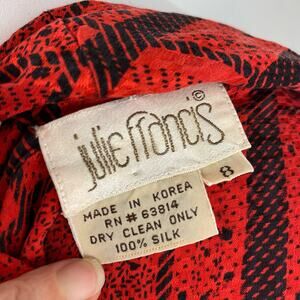 ©
julie francis
8
MADE IN KOREA
RN # 63814
DRY CLEAN ONLY
100% SILK